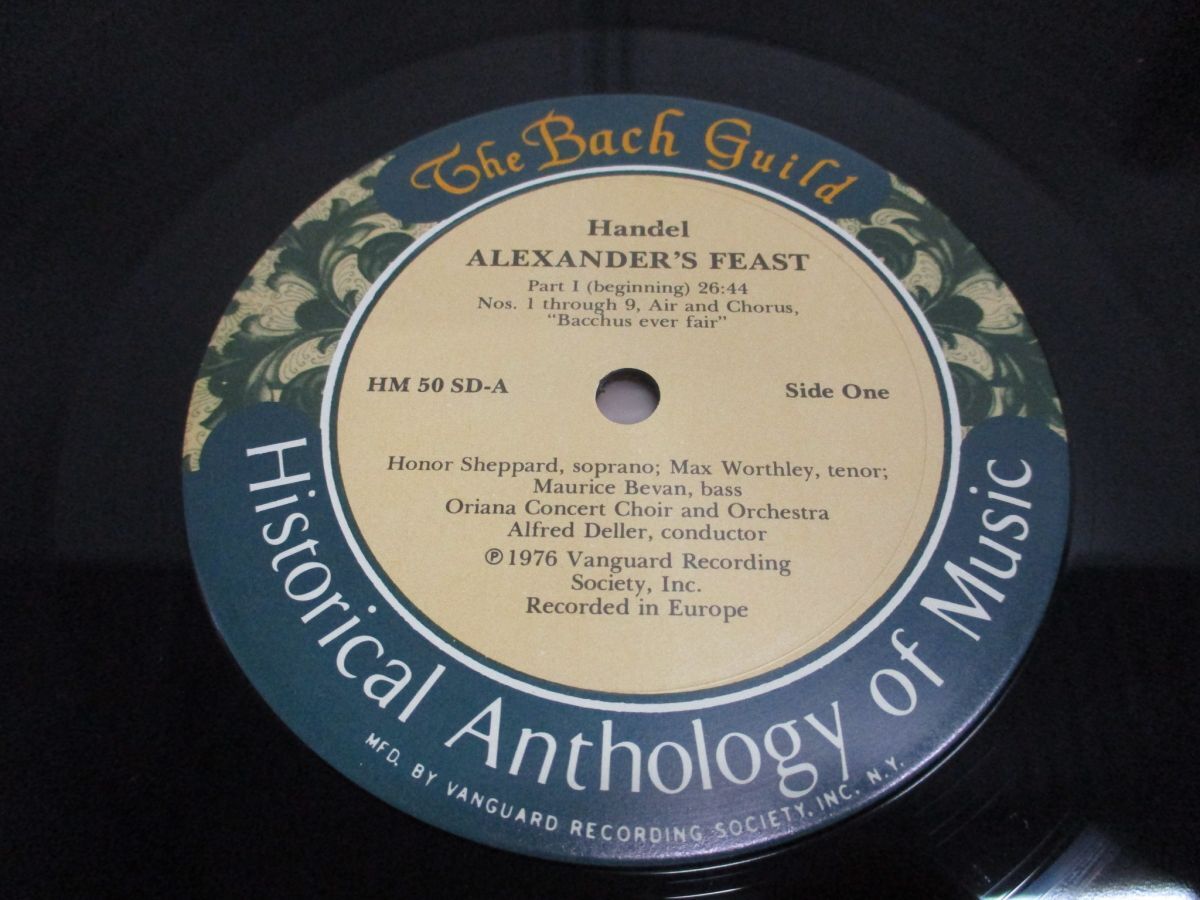 The Bach Guild
Handel
ALEXANDER'S FEAST
Part I (beginning) 26:44
Nos. 1 through 9, Air and Chorus,
"Bacchus ever fair"
HM 50 SD-A
Side One
Honor Sheppard, soprano; Max Worthley, tenor;
Maurice Bevan, bass
Oriana Concert Choir and Orchestra
Alfred Deller, conductor
℗1976 Vanguard Recording
Society, Inc.
Recorded in Europe
Historical Anthology of Music
MFD. BY VANGUARD RECORDING SOCIETY, INC. N.Y.